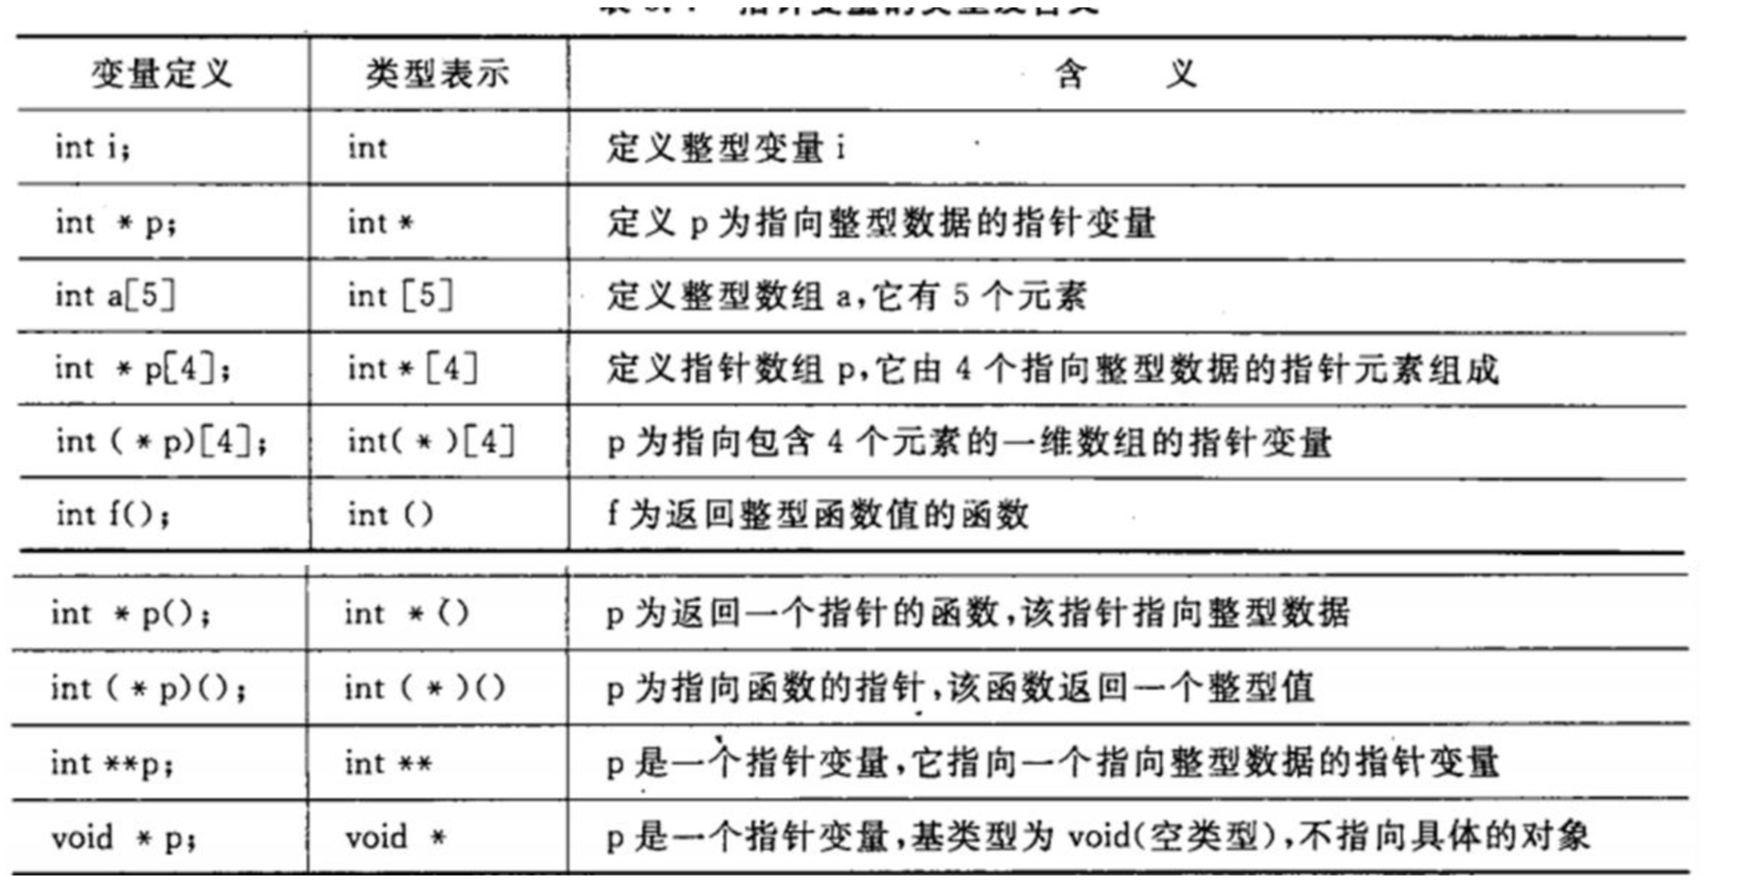 变量定义 类型表示 含 义
int i; int 定义整型变量 i
int * p; int * 定义 p 为指向整型数据的指针变量
int a[5] int [5] 定义整型数组 a,它有 5 个元素
int * p[4]; int * [4] 定义指针数组 p,它由 4 个指向整型数据的指针元素组成
int ( * p)[4]; int( * )[4] p 为指向包含 4 个元素的一维数组的指针变量
int f(); int () f 为返回整型函数值的函数
int * p(); int * () p 为返回一个指针的函数,该指针指向整型数据
int ( * p)(); int ( * )() p 为指向函数的指针,该函数返回一个整型值
int **p; int ** p 是一个指针变量,它指向一个指向整型数据的指针变量
void * p; void * p 是一个指针变量,基类型为 void(空类型),不指向具体的对象